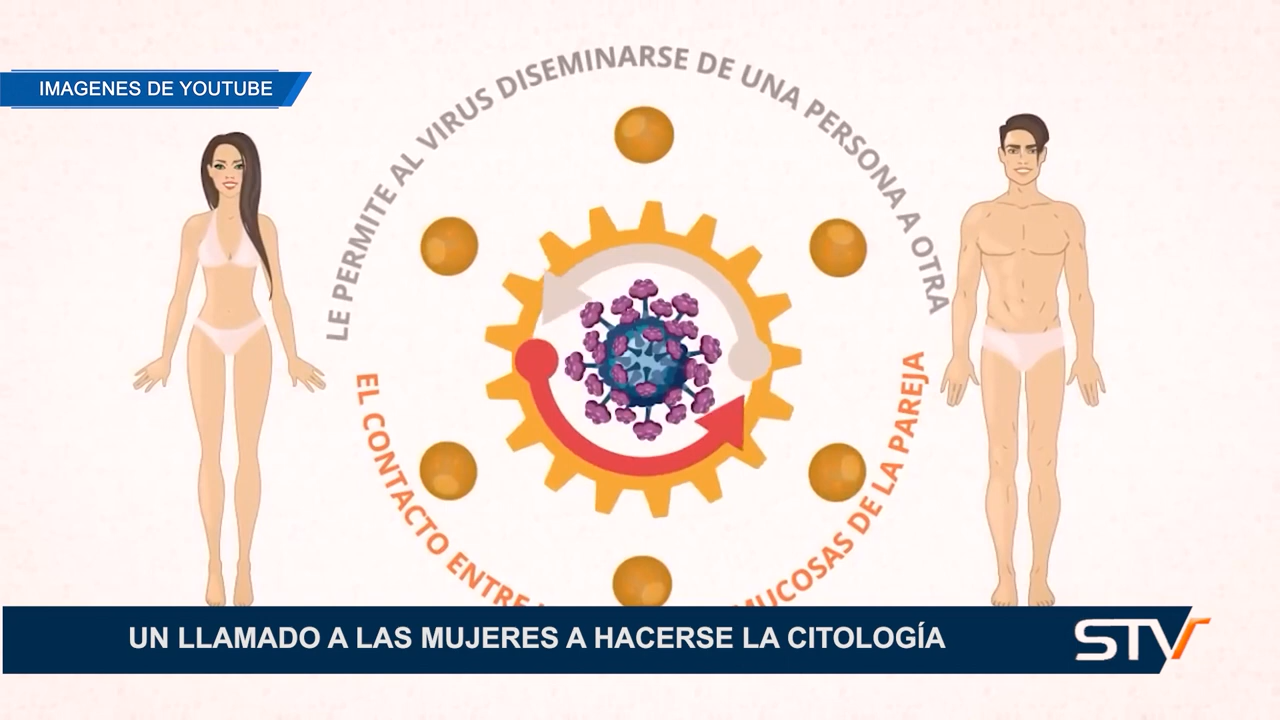 IMAGENES DE YOUTUBE
LE PERMITE AL VIRUS DISEMINARSE DE UNA PERSONA A OTRA
EL CONTACTO ENTRE
MUCOSAS DE LA PAREJA
UN LLAMADO A LAS MUJERES A HACERSE LA CITOLOGÍA
STV